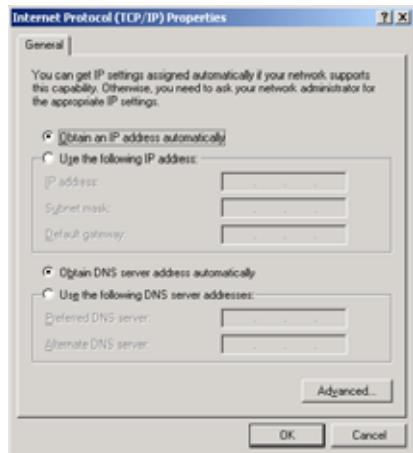 Internet Protocol (TCP/IP) Properties
General
You can get IP settings assigned automatically if your network supports
this capability. Otherwise, you need to ask your network administrator for
the appropriate IP settings.
Obtain an IP address automatically
Use the following IP address:
IP address:
Subnet mask:
Default gateway:
Obtain DNS server address automatically
Use the following DNS server addresses:
Preferred DNS server:
Alternate DNS server:
Advanced...
OK Cancel